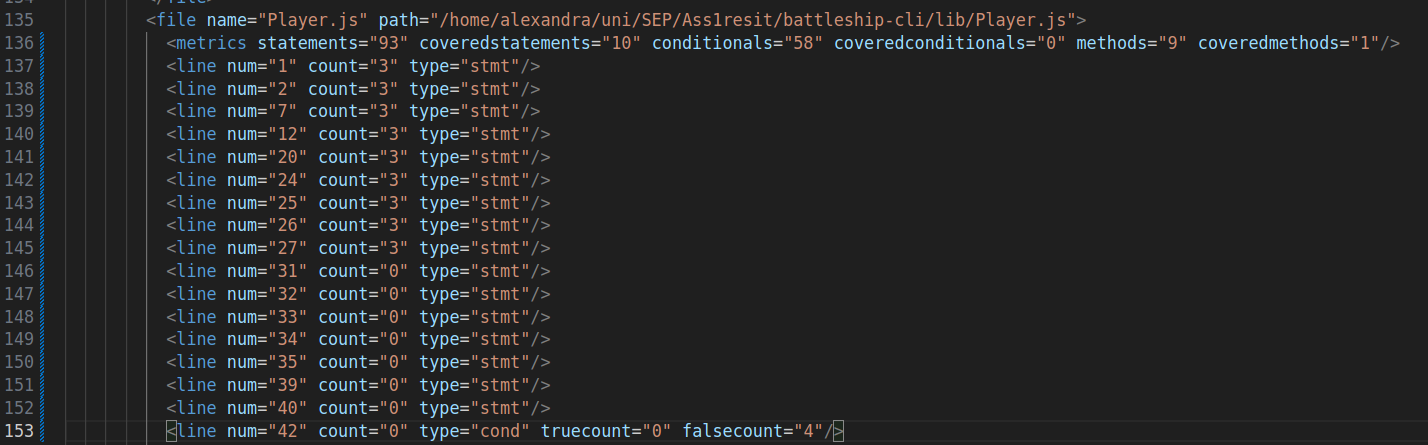 135 <file name="Player.js" path="/home/alexandra/uni/SEP/Ass1resit/battleship-cli/lib/Player.js">
136 <metrics statements="93" coveredstatements="10" conditionals="58" coveredconditionals="0" methods="9" coveredmethods="1"/>
137 <line num="1" count="3" type="stmt"/>
138 <line num="2" count="3" type="stmt"/>
139 <line num="7" count="3" type="stmt"/>
140 <line num="12" count="3" type="stmt"/>
141 <line num="20" count="3" type="stmt"/>
142 <line num="24" count="3" type="stmt"/>
143 <line num="25" count="3" type="stmt"/>
144 <line num="26" count="3" type="stmt"/>
145 <line num="27" count="3" type="stmt"/>
146 <line num="31" count="0" type="stmt"/>
147 <line num="32" count="0" type="stmt"/>
148 <line num="33" count="0" type="stmt"/>
149 <line num="34" count="0" type="stmt"/>
150 <line num="35" count="0" type="stmt"/>
151 <line num="39" count="0" type="stmt"/>
152 <line num="40" count="0" type="stmt"/>
153 <line num="42" count="0" type="cond" truecount="0" falsecount="4"/>